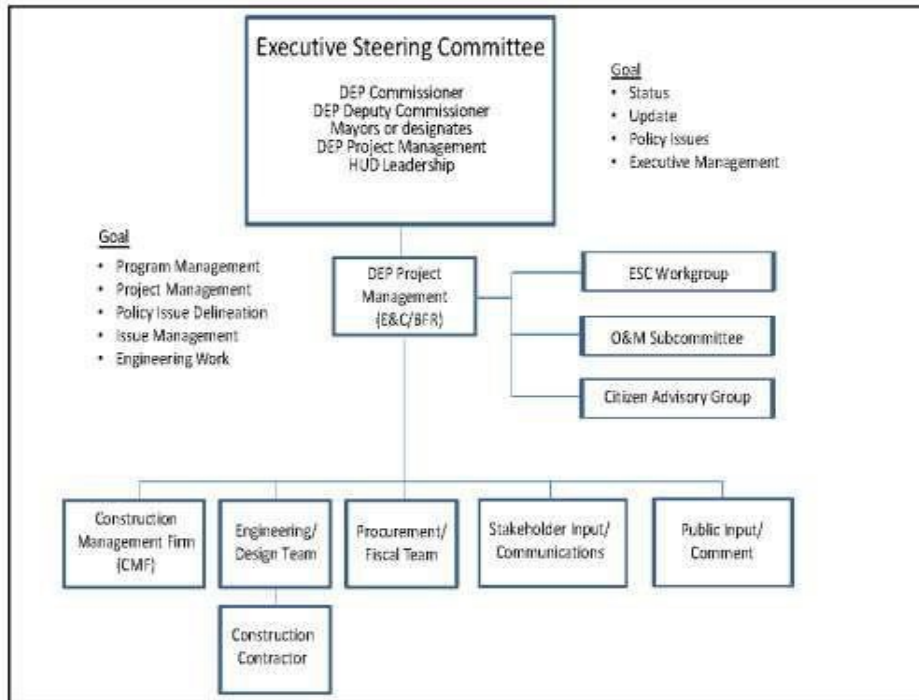 Executive Steering Committee
DEP Commissioner
DEP Deputy Commissioner
Mayors or designates
DEP Project Management
HUD Leadership
Goal
• Status
• Update
• Policy Issues
• Executive Management
Goal
• Program Management
• Project Management
• Policy Issue Delineation
• Issue Management
• Engineering Work
DEP Project
Management
(E&C/BFR)
ESC Workgroup
O&M Subcommittee
Citizen Advisory Group
Construction
Management Firm
(CMF)
Engineering/
Design Team
Procurement/
Fiscal Team
Stakeholder Input/
Communications
Public Input/
Comment
Construction
Contractor